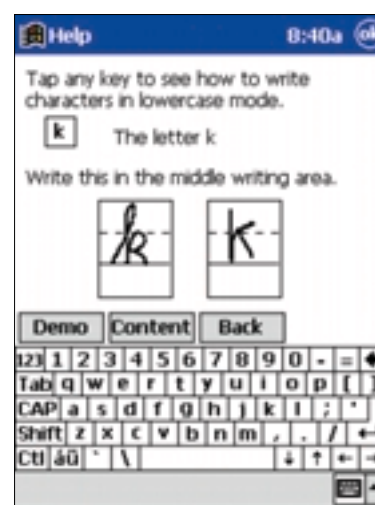 Help 8:40a ok
Tap any key to see how to write
characters in lowercase mode.
k The letter k
Write this in the middle writing area.
k k
Demo Content Back
123 1 2 3 4 5 6 7 8 9 0 - =
Tab q w e r t y u i o p [ ]
CAP a s d f g h j k l ; '
Shift z x c v b n m , . /
Ctl áü ` \